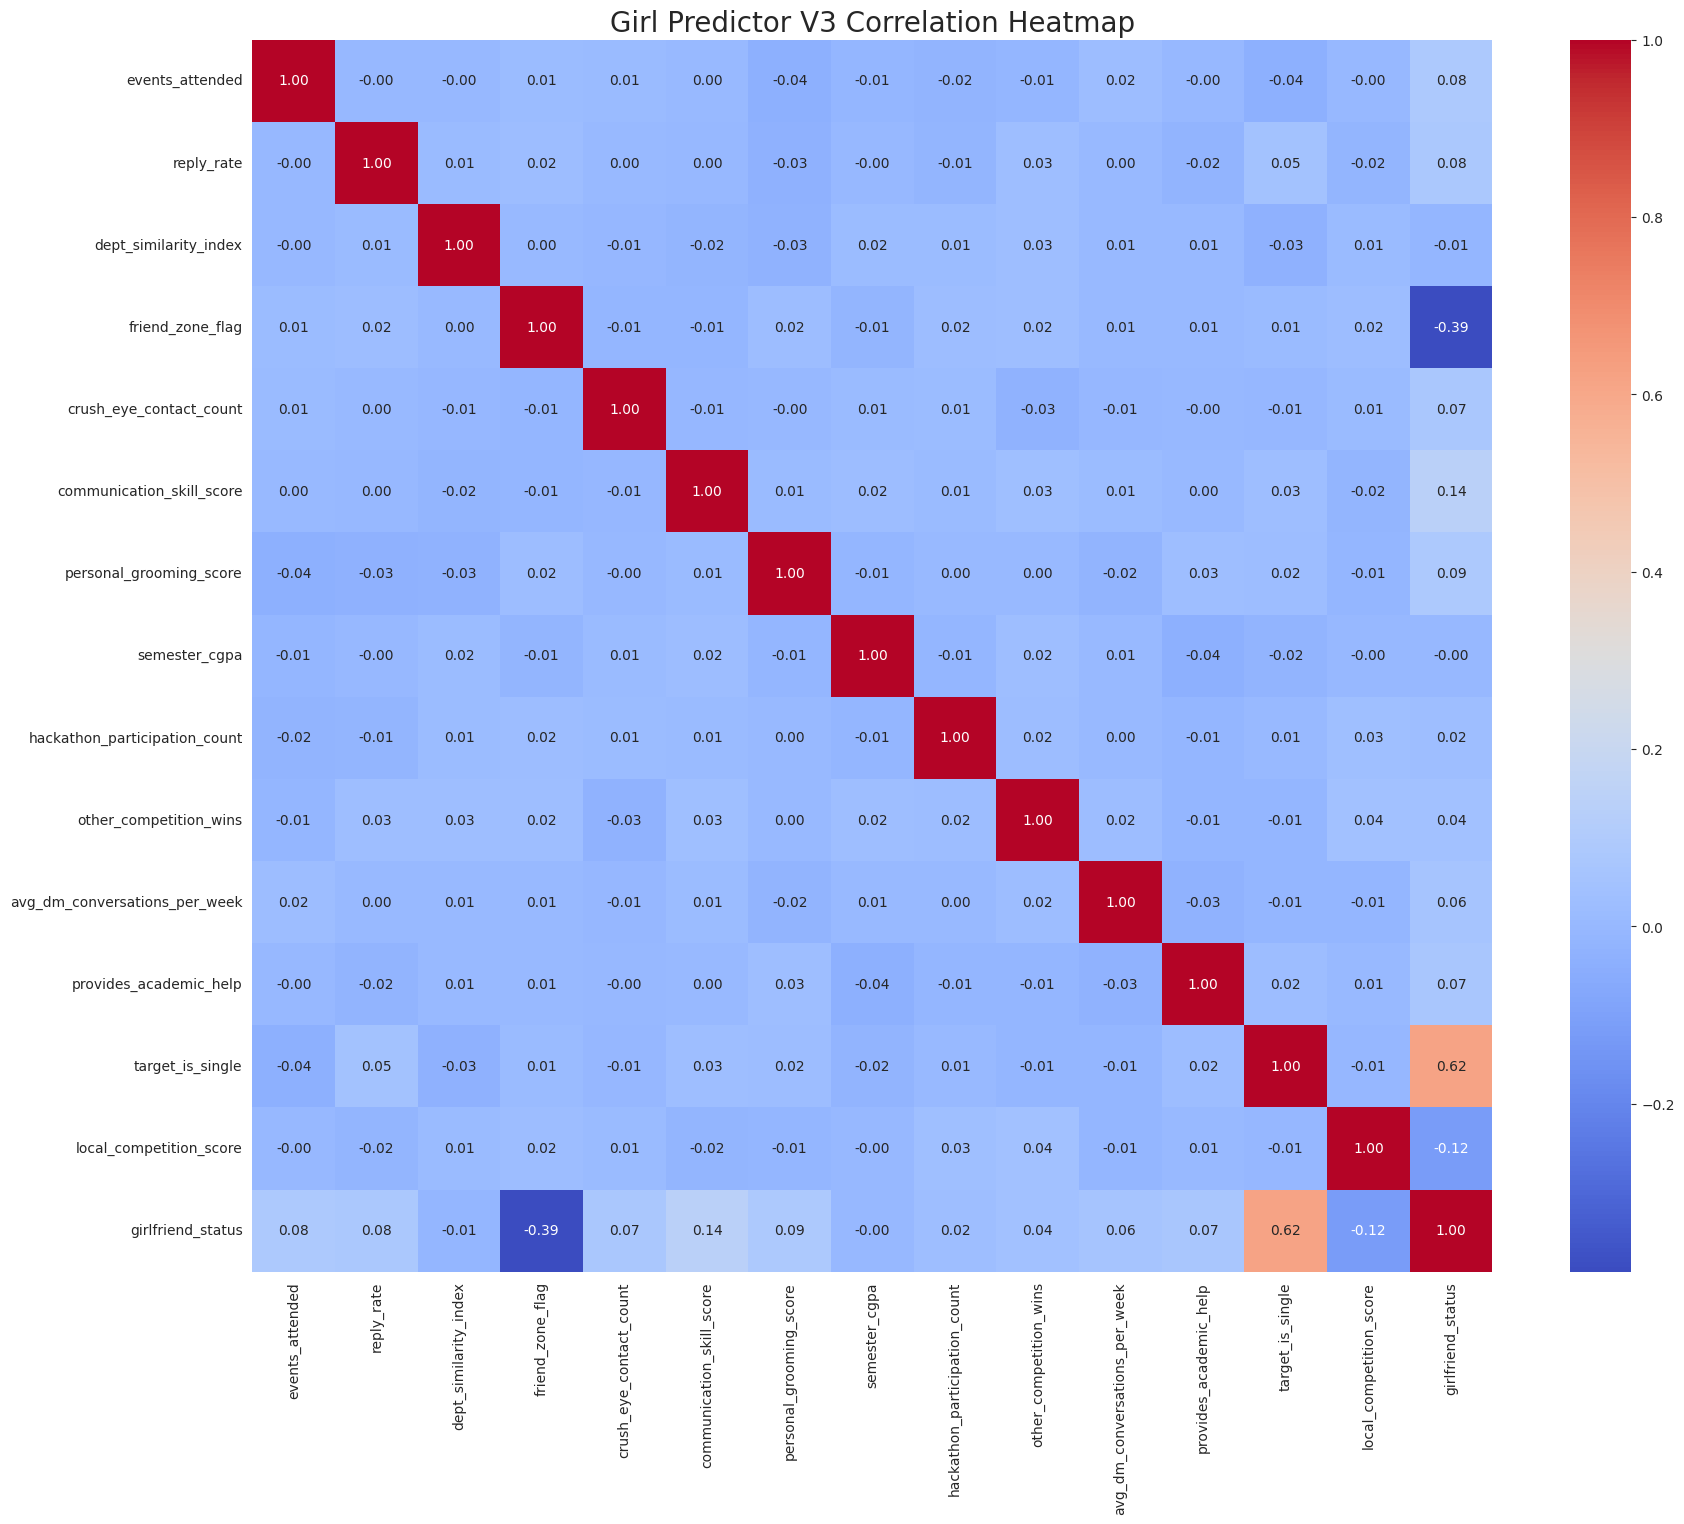 Girl Predictor V3 Correlation Heatmap
events_attended 1.00 -0.00 -0.00 0.01 0.01 0.00 -0.04 -0.01 -0.02 -0.01 0.02 -0.00 -0.04 -0.00 0.08
reply_rate -0.00 1.00 0.01 0.02 0.00 0.00 -0.03 -0.00 -0.01 0.03 0.00 -0.02 0.05 -0.02 0.08
dept_similarity_index -0.00 0.01 1.00 0.00 -0.01 -0.02 -0.03 0.02 0.01 0.03 0.01 0.01 -0.03 0.01 -0.01
friend_zone_flag 0.01 0.02 0.00 1.00 -0.01 -0.01 0.02 -0.01 0.02 0.02 0.01 0.01 0.01 0.02 -0.39
crush_eye_contact_count 0.01 0.00 -0.01 -0.01 1.00 -0.01 -0.00 0.01 0.01 -0.03 -0.01 -0.00 -0.01 0.01 0.07
communication_skill_score 0.00 0.00 -0.02 -0.01 -0.01 1.00 0.01 0.02 0.01 0.03 0.01 0.00 0.03 -0.02 0.14
personal_grooming_score -0.04 -0.03 -0.03 0.02 -0.00 0.01 1.00 -0.01 0.00 0.00 -0.02 0.03 0.02 -0.01 0.09
semester_cgpa -0.01 -0.00 0.02 -0.01 0.01 0.02 -0.01 1.00 -0.01 0.02 0.01 -0.04 -0.02 -0.00 -0.00
hackathon_participation_count -0.02 -0.01 0.01 0.02 0.01 0.01 0.00 -0.01 1.00 0.02 0.00 -0.01 0.01 0.03 0.02
other_competition_wins -0.01 0.03 0.03 0.02 -0.03 0.03 0.00 0.02 0.02 1.00 0.02 -0.01 -0.01 0.04 0.04
avg_dm_conversations_per_week 0.02 0.00 0.01 0.01 -0.01 0.01 -0.02 0.01 0.00 0.02 1.00 -0.03 -0.01 -0.01 0.06
provides_academic_help -0.00 -0.02 0.01 0.01 -0.00 0.00 0.03 -0.04 -0.01 -0.01 -0.03 1.00 0.02 0.01 0.07
target_is_single -0.04 0.05 -0.03 0.01 -0.01 0.03 0.02 -0.02 0.01 -0.01 -0.01 0.02 1.00 -0.01 0.62
local_competition_score -0.00 -0.02 0.01 0.02 0.01 -0.02 -0.01 -0.00 0.03 0.04 -0.01 0.01 -0.01 1.00 -0.12
girlfriend_status 0.08 0.08 -0.01 -0.39 0.07 0.14 0.09 -0.00 0.02 0.04 0.06 0.07 0.62 -0.12 1.00
events_attended
reply_rate
dept_similarity_index
friend_zone_flag
crush_eye_contact_count
communication_skill_score
personal_grooming_score
semester_cgpa
hackathon_participation_count
other_competition_wins
avg_dm_conversations_per_week
provides_academic_help
target_is_single
local_competition_score
girlfriend_status
1.0
0.8
0.6
0.4
0.2
0.0
−0.2